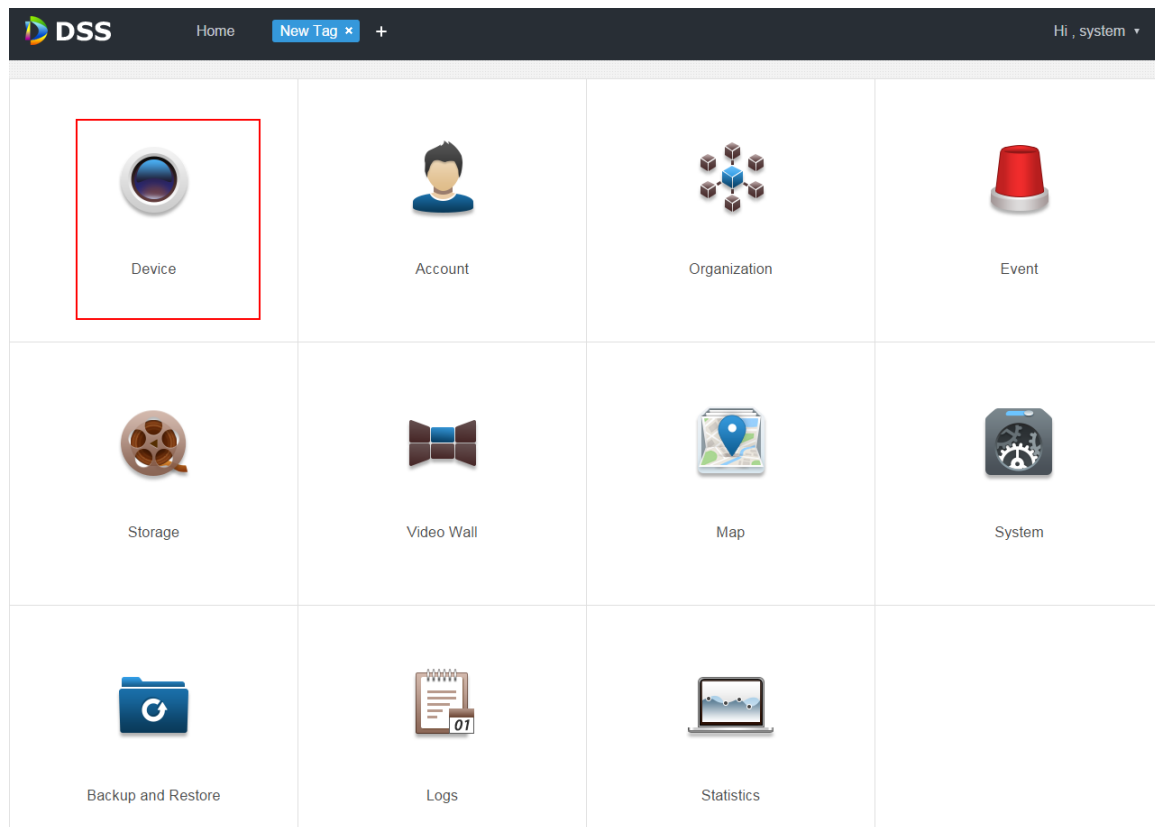 DSS Home New Tag × + Hi , system ▾
Device Account Organization Event
Storage Video Wall Map System
01
Backup and Restore Logs Statistics